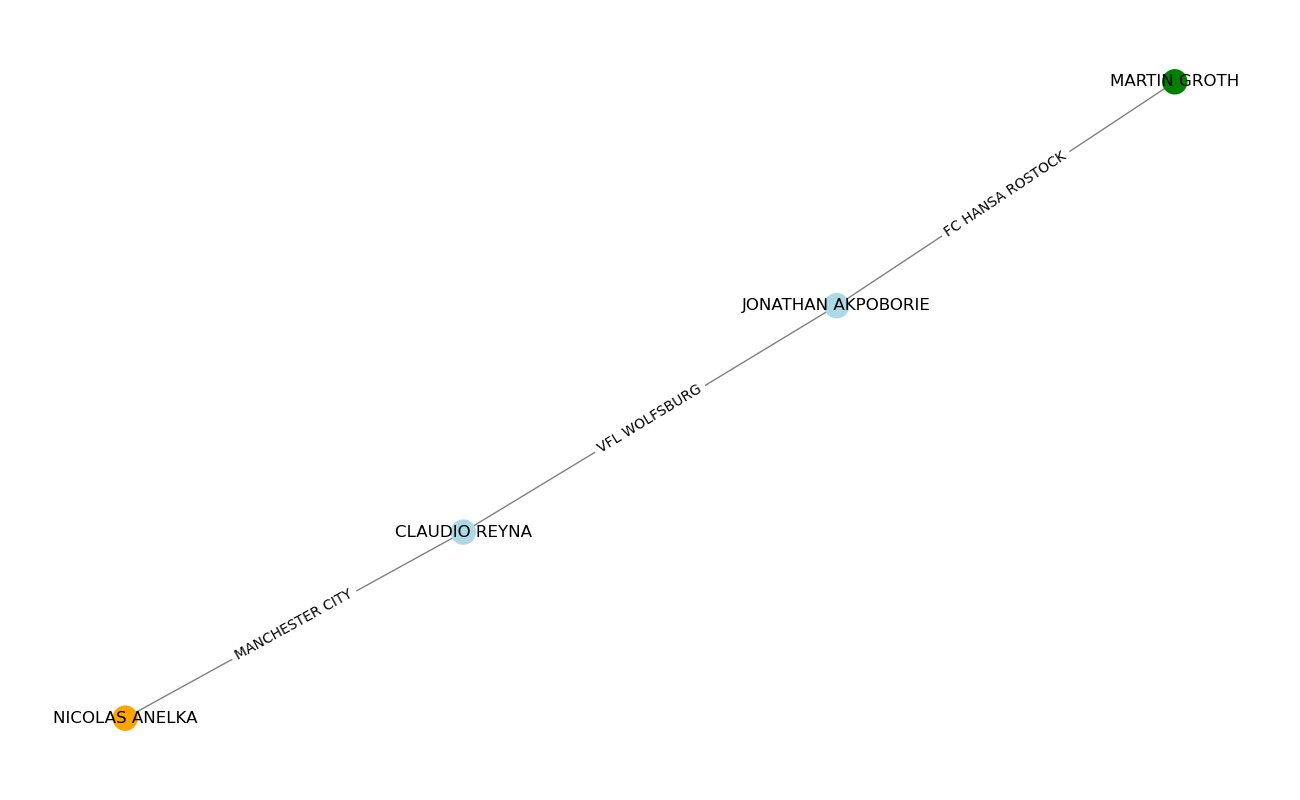 MARTIN GROTH
FC HANSA ROSTOCK
JONATHAN AKPOBORIE
VFL WOLFSBURG
CLAUDIO REYNA
MANCHESTER CITY
NICOLAS ANELKA